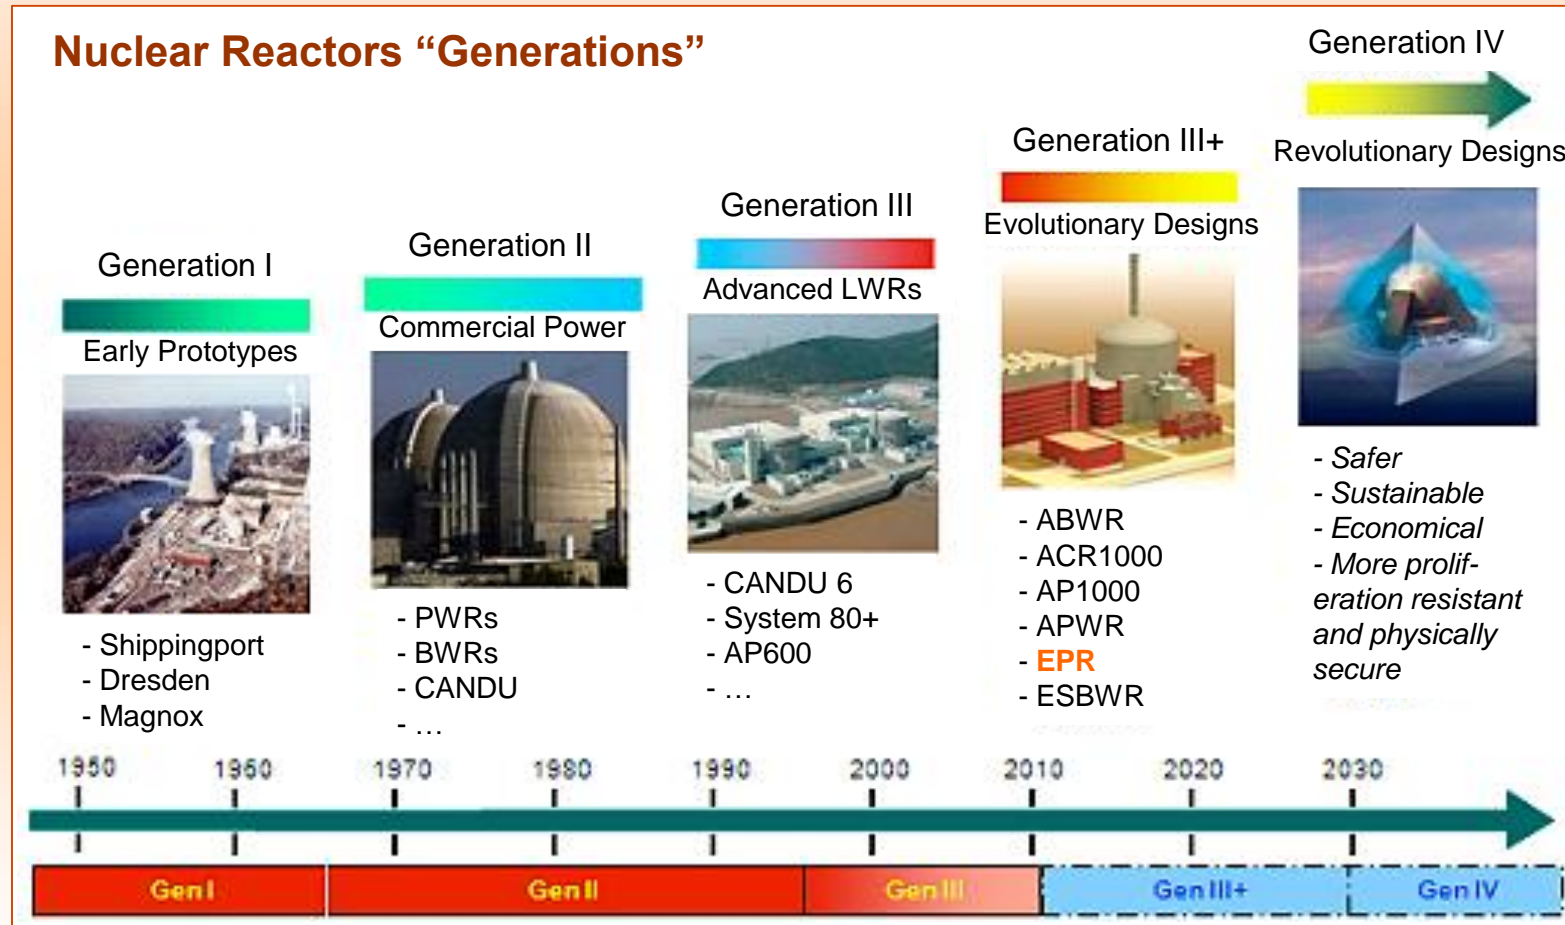 Nuclear Reactors “Generations”
Generation I
Early Prototypes
- Shippingport
- Dresden
- Magnox
Generation II
Commercial Power
- PWRs
- BWRs
- CANDU
- …
Generation III
Advanced LWRs
- CANDU 6
- System 80+
- AP600
- …
Generation III+
Evolutionary Designs
- ABWR
- ACR1000
- AP1000
- APWR
- EPR
- ESBWR
Generation IV
Revolutionary Designs
- Safer
- Sustainable
- Economical
- More prolif-
eration resistant
and physically
secure
1950 1960 1970 1980 1990 2000 2010 2020 2030
Gen I Gen II Gen III Gen III+ Gen IV